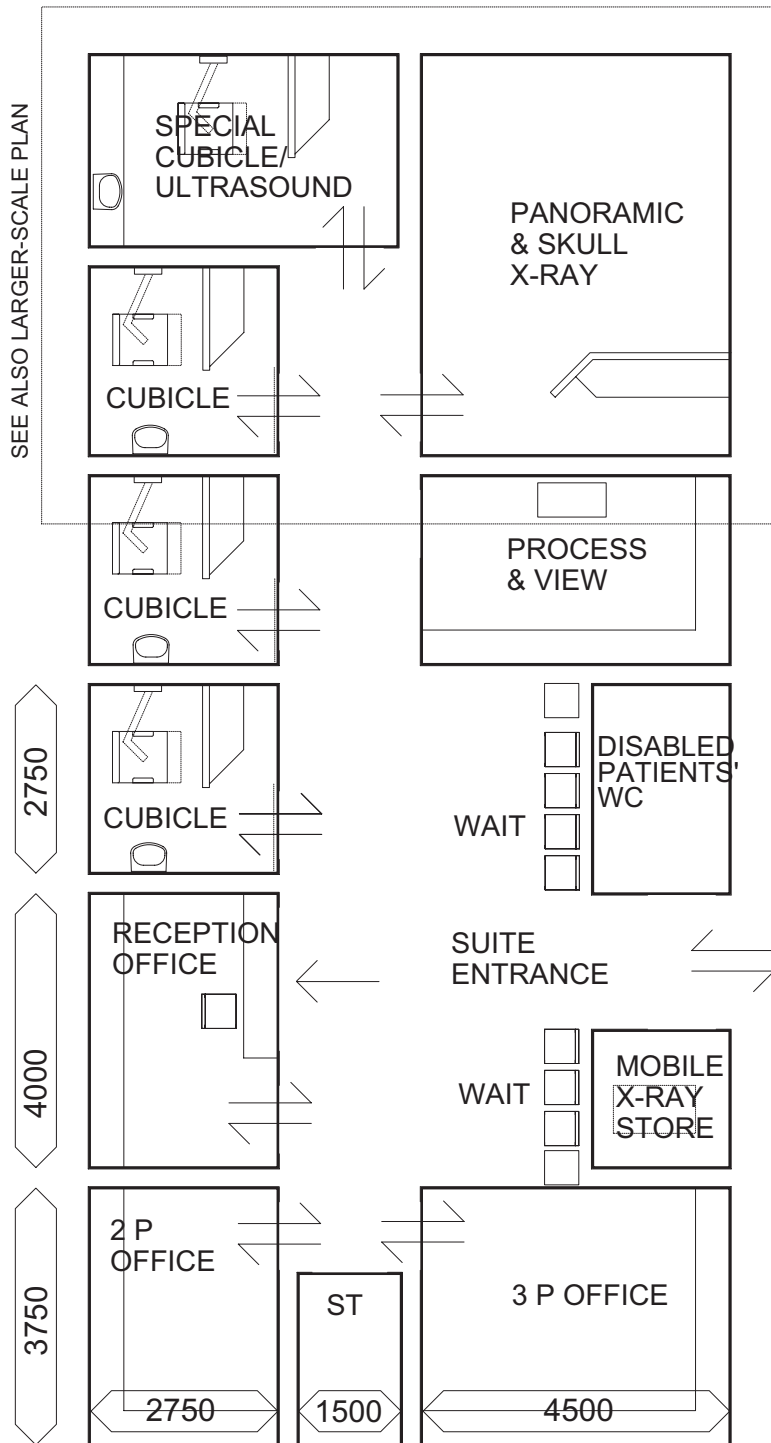 SEE ALSO LARGER-SCALE PLAN
SPECIAL
CUBICLE/
ULTRASOUND
PANORAMIC
& SKULL
X-RAY
CUBICLE
PROCESS
& VIEW
CUBICLE
2750
CUBICLE
WAIT
DISABLED
PATIENTS'
WC
4000
RECEPTION
OFFICE
SUITE
ENTRANCE
WAIT
MOBILE
X-RAY
STORE
3750
2 P
OFFICE
ST
3 P OFFICE
2750
1500
4500